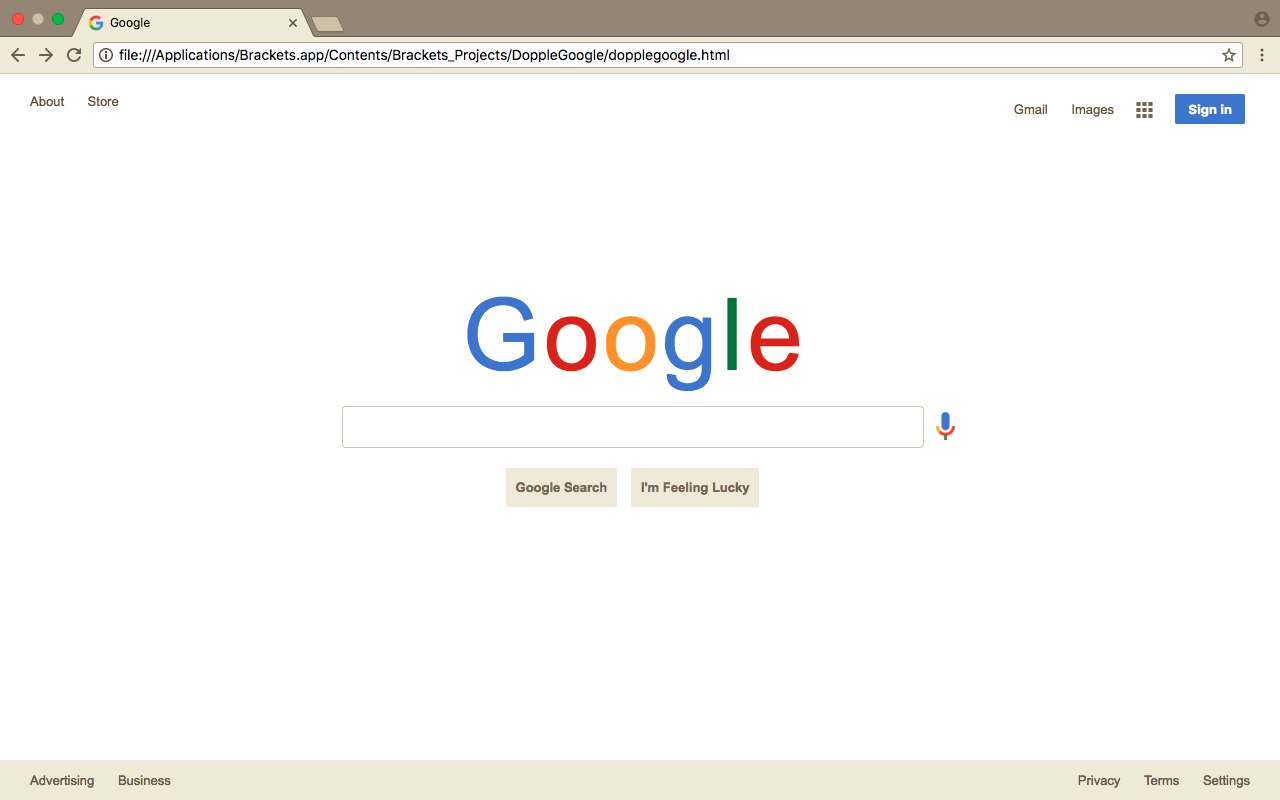 Google
file:///Applications/Brackets.app/Contents/Brackets_Projects/DoppleGoogle/dopplegoogle.html
About Store
Gmail Images Sign in
Google
Google Search I'm Feeling Lucky
Advertising Business Privacy Terms Settings